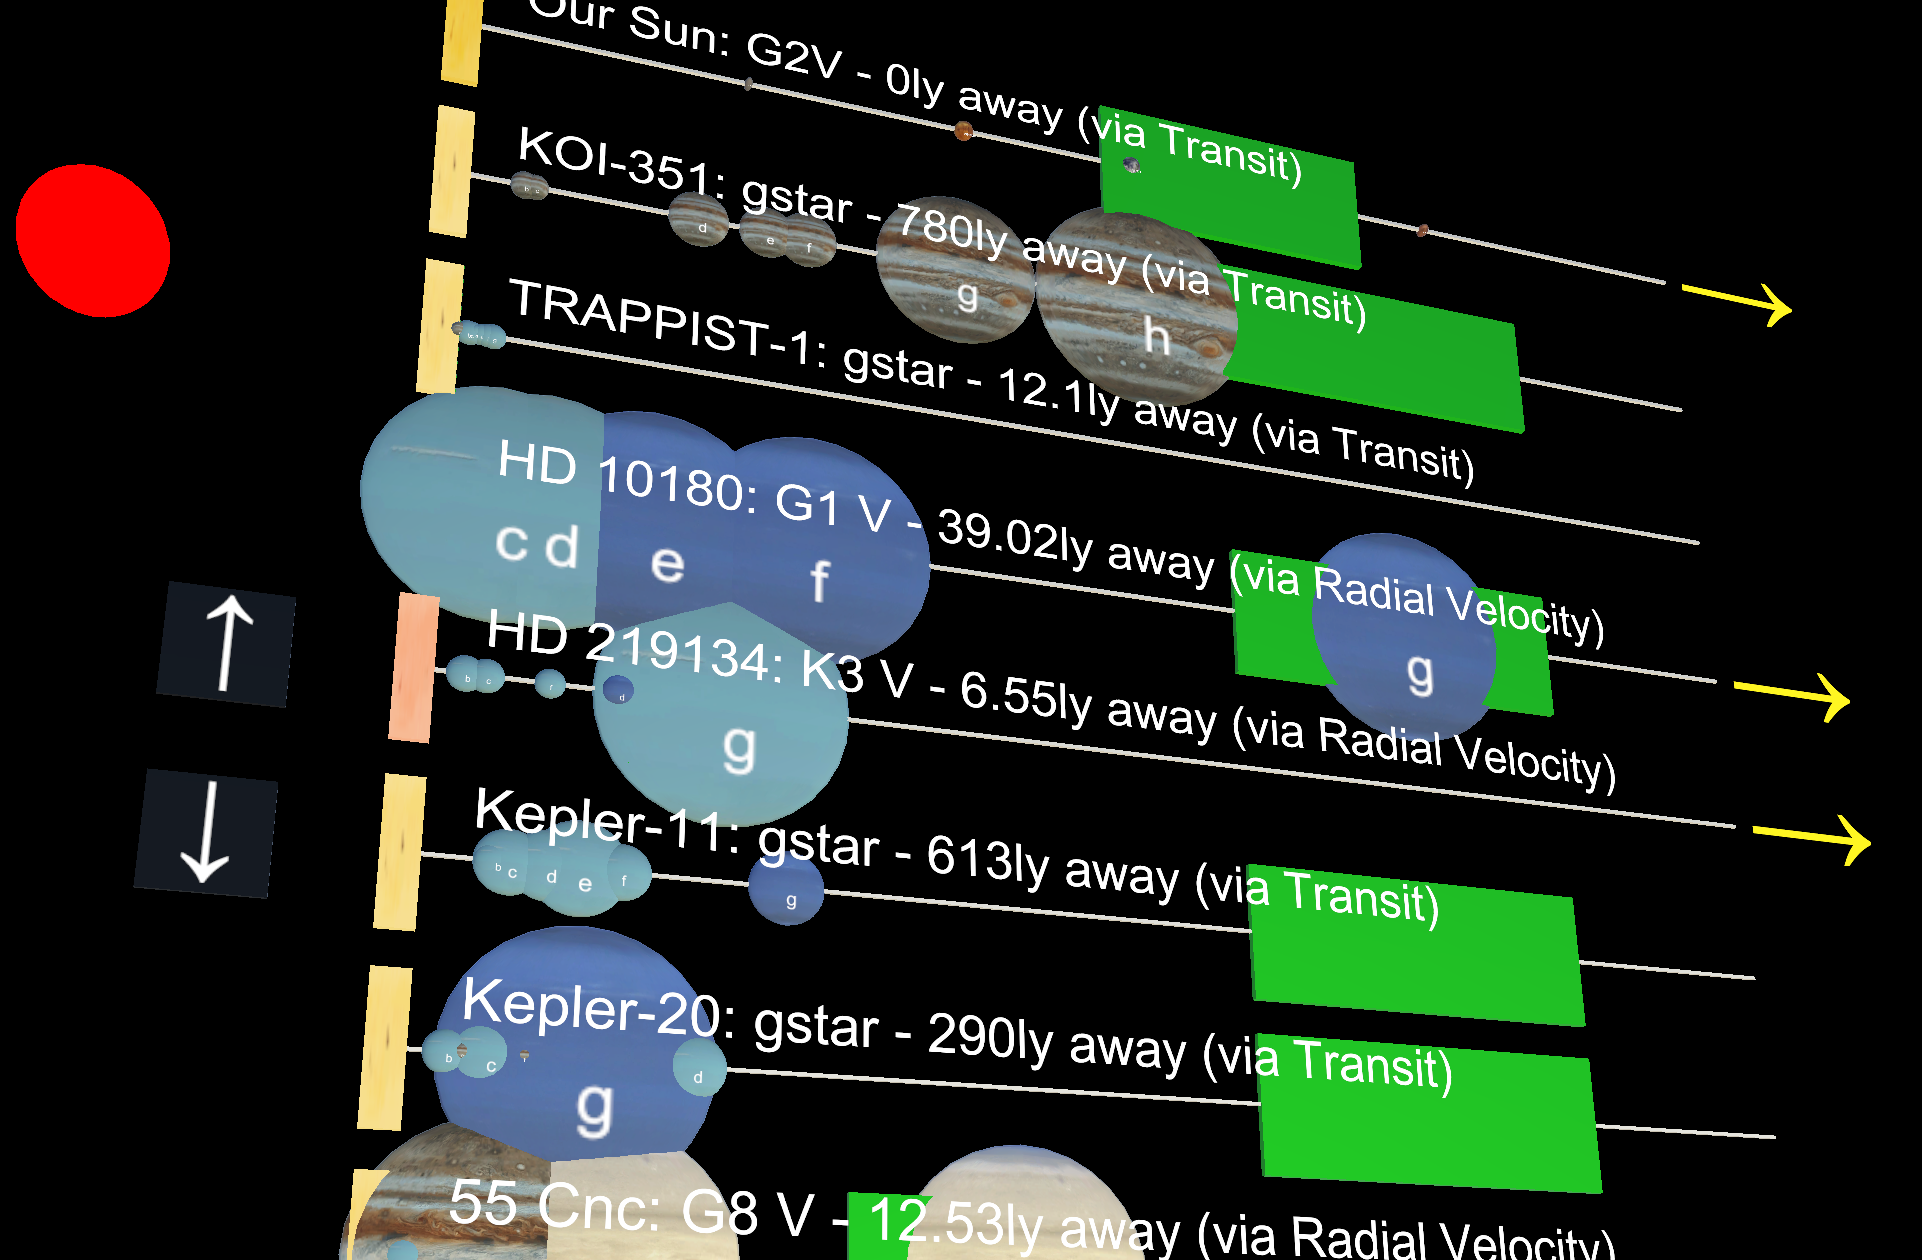 Our Sun: G2V - 0ly away (via Transit)
KOI-351: gstar - 780ly away (via Transit)
b c d e f g h
TRAPPIST-1: gstar - 12.1ly away (via Transit)
HD 10180: G1 V - 39.02ly away (via Radial Velocity)
c d e f g
HD 219134: K3 V - 6.55ly away (via Radial Velocity)
b c f d g
Kepler-11: gstar - 613ly away (via Transit)
b c d e f g
Kepler-20: gstar - 290ly away (via Transit)
b c d g
55 Cnc: G8 V - 12.53ly away (via Radial Velocity)